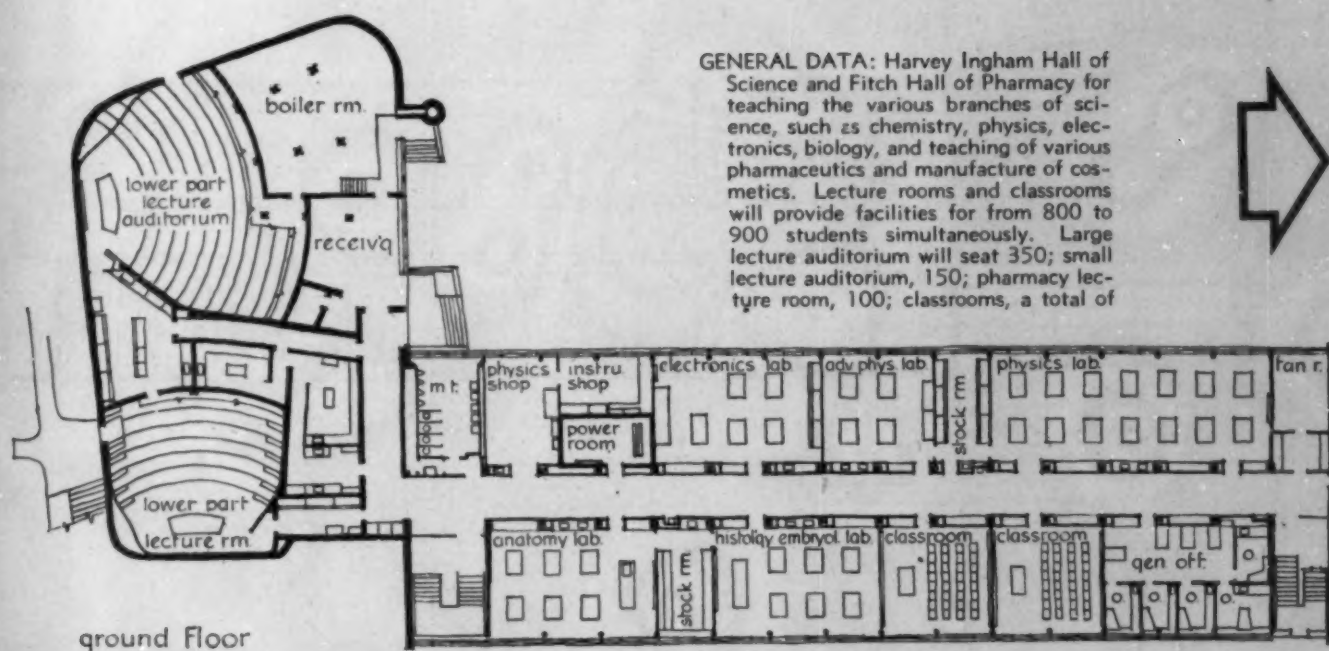 GENERAL DATA: Harvey Ingham Hall of
Science and Fitch Hall of Pharmacy for
teaching the various branches of sci-
ence, such as chemistry, physics, elec-
tronics, biology, and teaching of various
pharmaceutics and manufacture of cos-
metics. Lecture rooms and classrooms
will provide facilities for from 800 to
900 students simultaneously. Large
lecture auditorium will seat 350; small
lecture auditorium, 150; pharmacy lec-
ture room, 100; classrooms, a total of
boiler rm.
lower part
lecture
auditorium
receiv'g
m t.
physics
shop
instru.
shop
power
room
electronics lab.
adv phys. lab.
stock rm
physics lab.
fan r.
lower part
lecture rm.
anatomy lab.
stock rm.
histology embryol. lab.
classroom
classroom
gen off.
o.
o.
o.
o.
o.
o.
ground floor